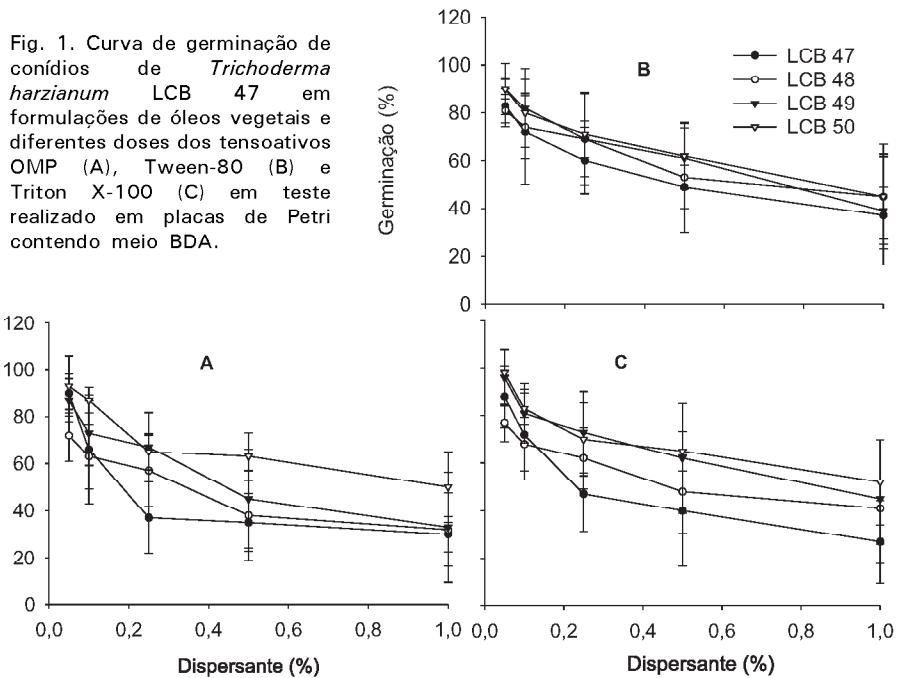 Fig. 1. Curva de germinação de
conídios de Trichoderma
harzianum LCB 47 em
formulações de óleos vegetais e
diferentes doses dos tensoativos
OMP (A), Tween-80 (B) e
Triton X-100 (C) em teste
realizado em placas de Petri
contendo meio BDA.
120
100
80
60
40
20
0
Germinação (%)
B
LCB 47
LCB 48
LCB 49
LCB 50
120
100
80
60
40
20
0
A
0,0 0,2 0,4 0,6 0,8 1,0
Dispersante (%)
C
0,0 0,2 0,4 0,6 0,8 1,0
Dispersante (%)